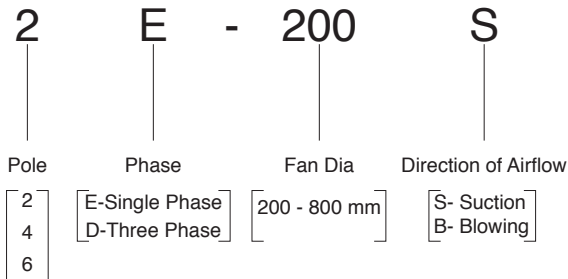 2 E - 200 S
Pole Phase Fan Dia Direction of Airflow
2 E-Single Phase 200 - 800 mm S- Suction
4 D-Three Phase B- Blowing
6